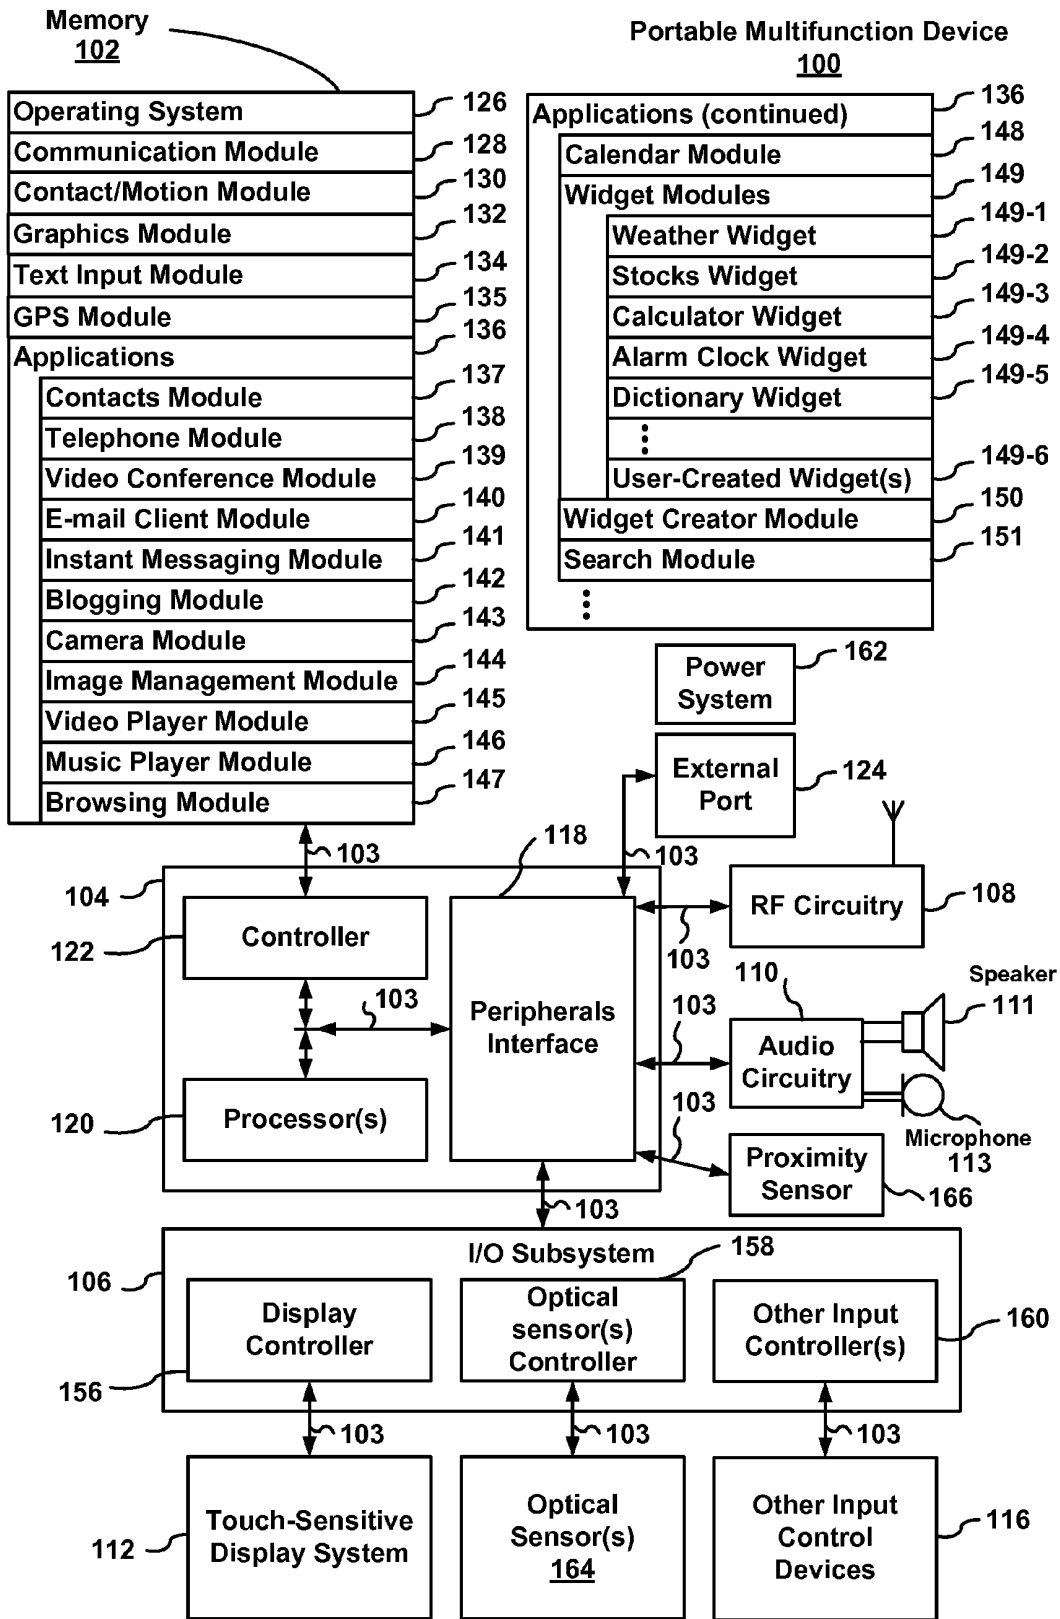 Memory
102
Portable Multifunction Device
100
Operating System 126
Communication Module 128
Contact/Motion Module 130
Graphics Module 132
Text Input Module 134
GPS Module 135
Applications 136
Contacts Module 137
Telephone Module 138
Video Conference Module 139
E-mail Client Module 140
Instant Messaging Module 141
Blogging Module 142
Camera Module 143
Image Management Module 144
Video Player Module 145
Music Player Module 146
Browsing Module 147
Applications (continued) 136
Calendar Module 148
Widget Modules 149
Weather Widget 149-1
Stocks Widget 149-2
Calculator Widget 149-3
Alarm Clock Widget 149-4
Dictionary Widget 149-5
User-Created Widget(s) 149-6
Widget Creator Module 150
Search Module 151
Power
System
162
External
Port
124
103
118
103
104
Controller
122
103
Processor(s)
120
Peripherals
Interface
103
RF Circuitry
108
103
110
Audio
Circuitry
Speaker
111
Microphone
113
103
Proximity
Sensor
166
103
I/O Subsystem
106
158
Display
Controller
156
Optical
sensor(s)
Controller
Other Input
Controller(s)
160
103
103
103
Touch-Sensitive
Display System
112
Optical
Sensor(s)
164
Other Input
Control
Devices
116